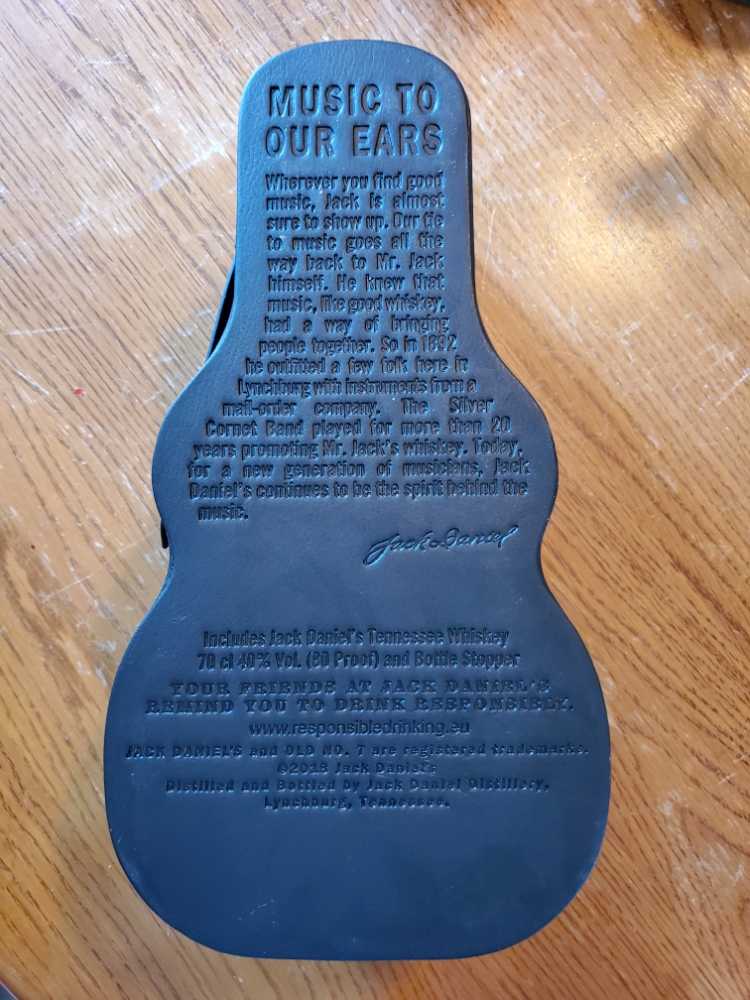 MUSIC TO
OUR EARS
Wherever you find good
music, Jack is almost
sure to show up. Our tie
to music goes all the
way back to Mr. Jack
himself. He knew that
music, like good whiskey,
had a way of bringing
people together. So in 1892
he outfitted a few folk here in
Lynchburg with instruments from a
mail-order company. The Silver
Cornet Band played for more than 20
years promoting Mr. Jack's whiskey. Today,
for a new generation of musicians, Jack
Daniel's continues to be the spirit behind the
music.
Jack Daniel
Includes Jack Daniel's Tennessee Whiskey
70 cl 40% Vol. (80 Proof) and Bottle Stopper
YOUR FRIENDS AT JACK DANIEL'S
REMIND YOU TO DRINK RESPONSIBLY.
www.responsibledrinking.eu
JACK DANIEL'S and OLD NO. 7 are registered trademarks.
©2018 Jack Daniel's
Distilled and Bottled by Jack Daniel Distillery,
Lynchburg, Tennessee.